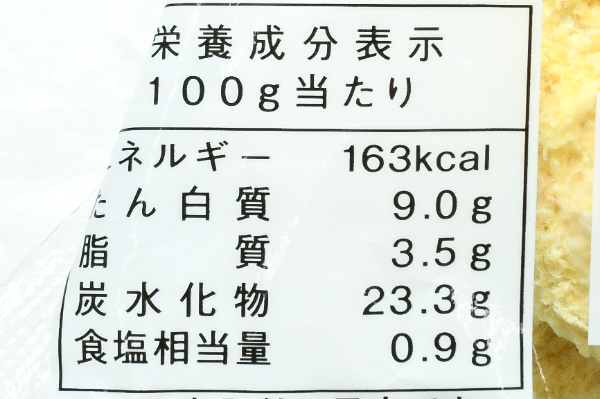 栄養成分表示
100g当たり
エネルギー 163kcal
たん白質 9.0g
脂質 3.5g
炭水化物 23.3g
食塩相当量 0.9g